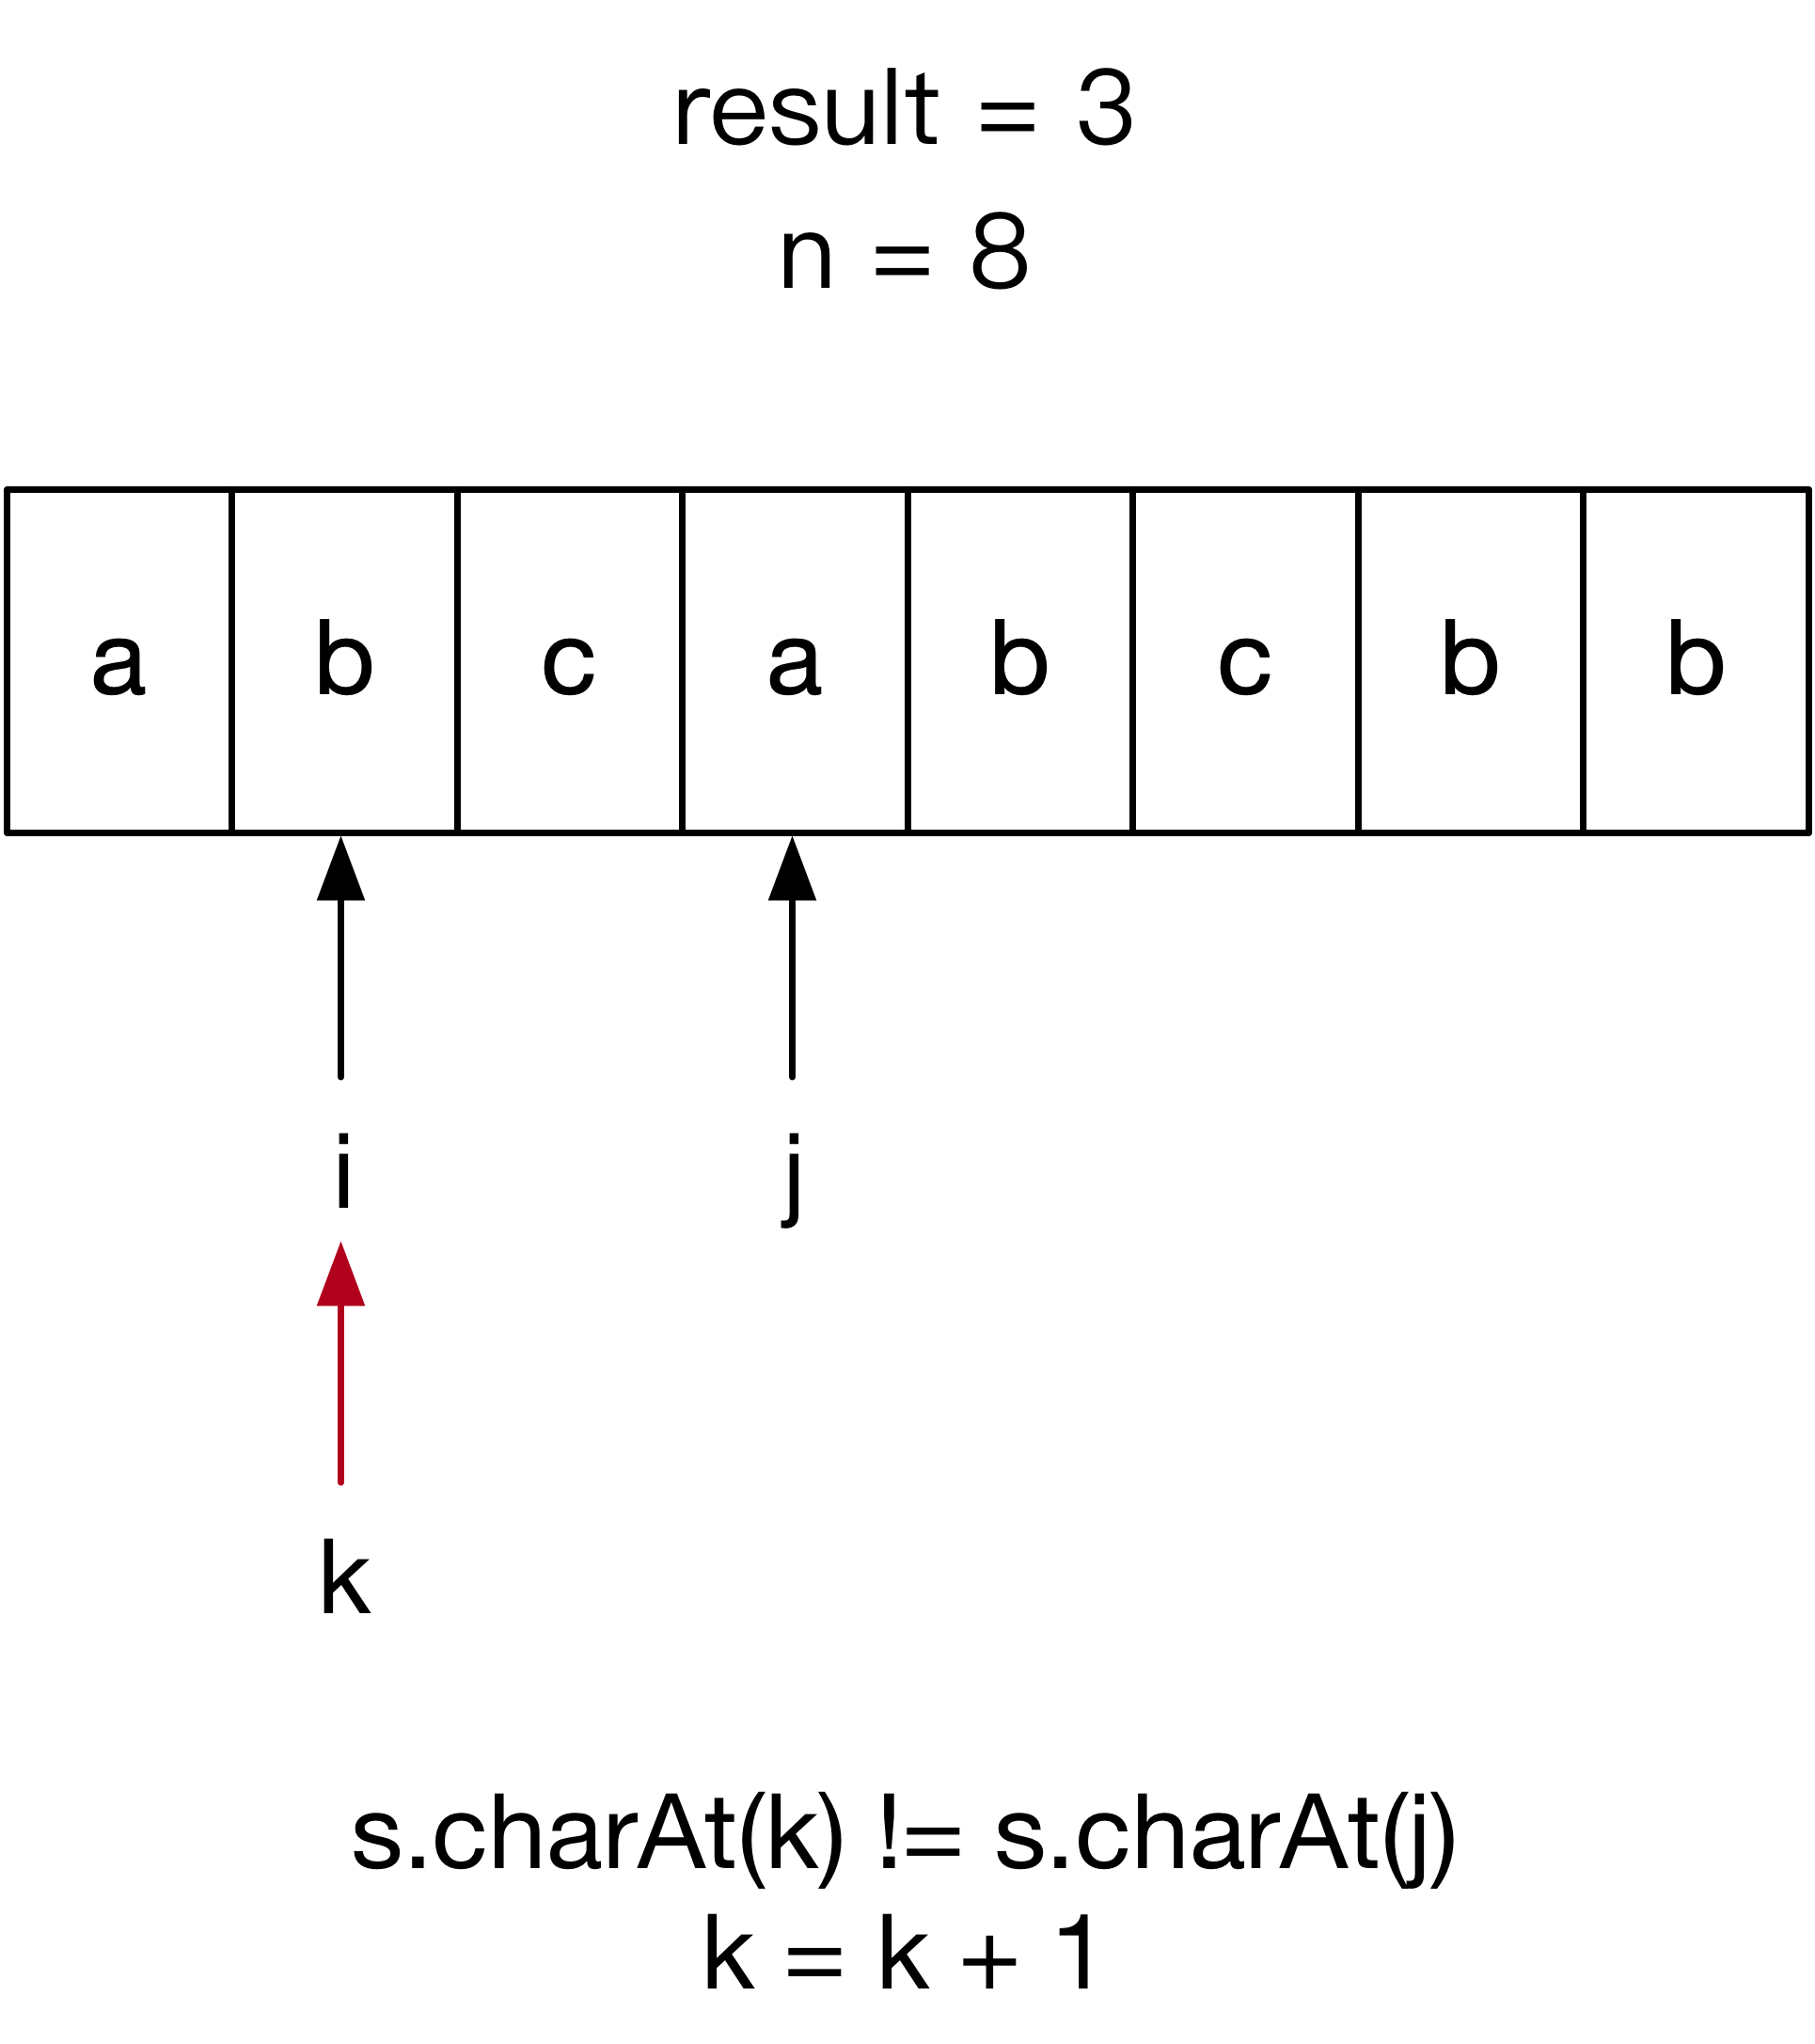 result = 3
n = 8
a b c a b c b b
i j
k
s.charAt(k) != s.charAt(j)
k = k + 1